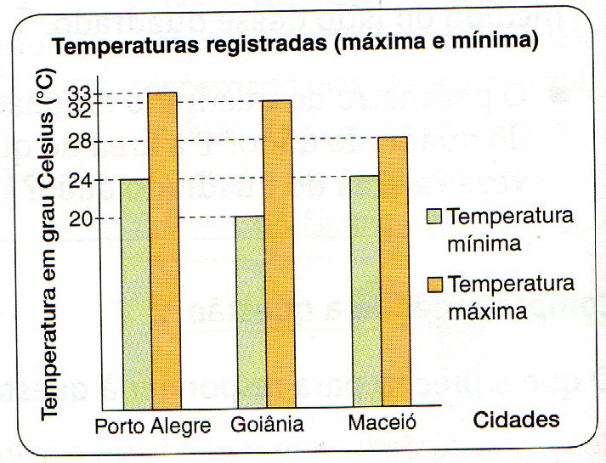 Temperaturas registradas (máxima e mínima)
Temperatura em grau Celsius (°C)
33
32
28
24
20
Temperatura
mínima
Temperatura
máxima
Porto Alegre
Goiânia
Maceió
Cidades